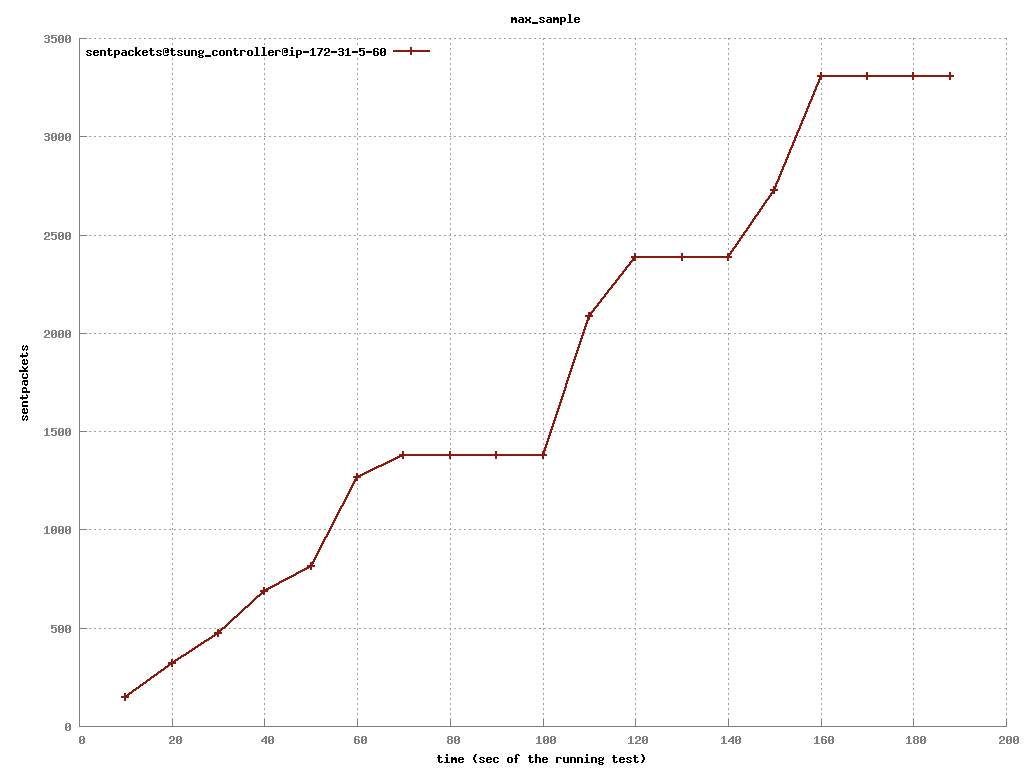 max_sample
sentpackets@tsung_controller@ip-172-31-5-60
3500
3000
2500
2000
1500
1000
500
0
sentpackets
0 20 40 60 80 100 120 140 160 180 200
time (sec of the running test)